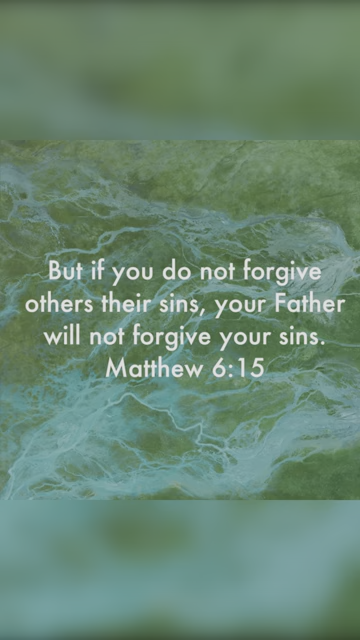 But if you do not forgive
others their sins, your Father
will not forgive your sins.
Matthew 6:15